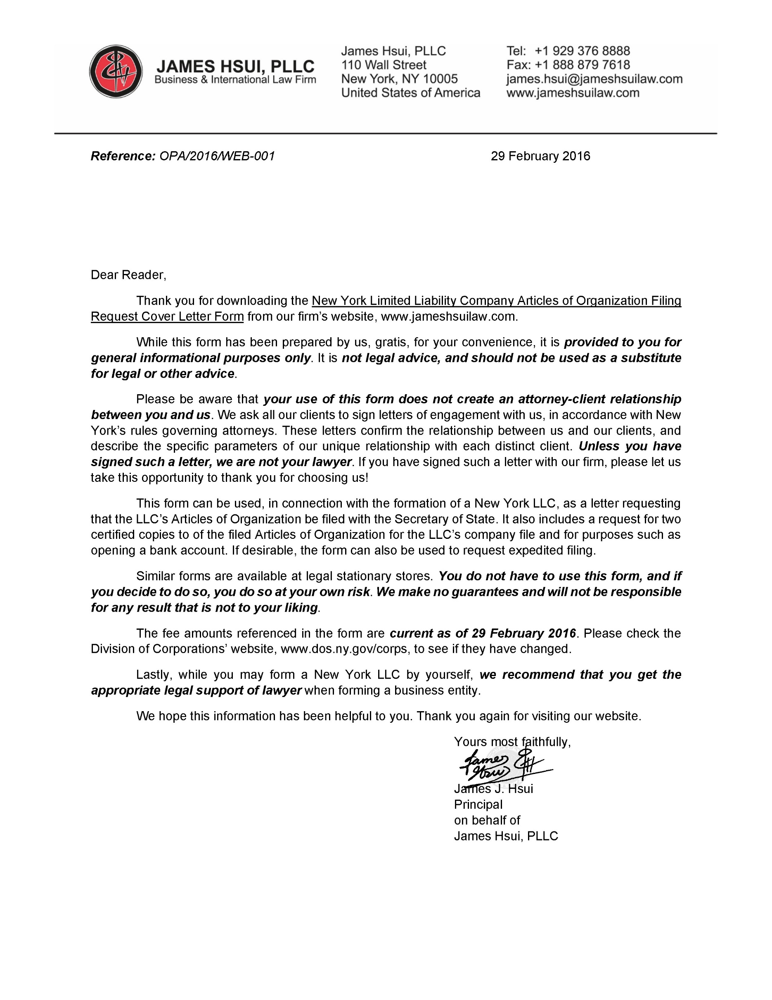 JAMES HSUI, PLLC
Business & International Law Firm
James Hsui, PLLC
110 Wall Street
New York, NY 10005
United States of America
Tel: +1 929 376 8888
Fax: +1 888 879 7618
james.hsui@jameshsuilaw.com
www.jameshsuilaw.com
Reference: OPA/2016/WEB-001 29 February 2016
Dear Reader,
Thank you for downloading the New York Limited Liability Company Articles of Organization Filing
Request Cover Letter Form from our firm's website, www.jameshsuilaw.com.
While this form has been prepared by us, gratis, for your convenience, it is provided to you for
general informational purposes only. It is not legal advice, and should not be used as a substitute
for legal or other advice.
Please be aware that your use of this form does not create an attorney-client relationship
between you and us. We ask all our clients to sign letters of engagement with us, in accordance with New
York's rules governing attorneys. These letters confirm the relationship between us and our clients, and
describe the specific parameters of our unique relationship with each distinct client. Unless you have
signed such a letter, we are not your lawyer. If you have signed such a letter with our firm, please let us
take this opportunity to thank you for choosing us!
This form can be used, in connection with the formation of a New York LLC, as a letter requesting
that the LLC's Articles of Organization be filed with the Secretary of State. It also includes a request for two
certified copies to of the filed Articles of Organization for the LLC's company file and for purposes such as
opening a bank account. If desirable, the form can also be used to request expedited filing.
Similar forms are available at legal stationary stores. You do not have to use this form, and if
you decide to do so, you do so at your own risk. We make no guarantees and will not be responsible
for any result that is not to your liking.
The fee amounts referenced in the form are current as of 29 February 2016. Please check the
Division of Corporations' website, www.dos.ny.gov/corps, to see if they have changed.
Lastly, while you may form a New York LLC by yourself, we recommend that you get the
appropriate legal support of lawyer when forming a business entity.
We hope this information has been helpful to you. Thank you again for visiting our website.
Yours most faithfully,
James
Hsui
James J. Hsui
Principal
on behalf of
James Hsui, PLLC